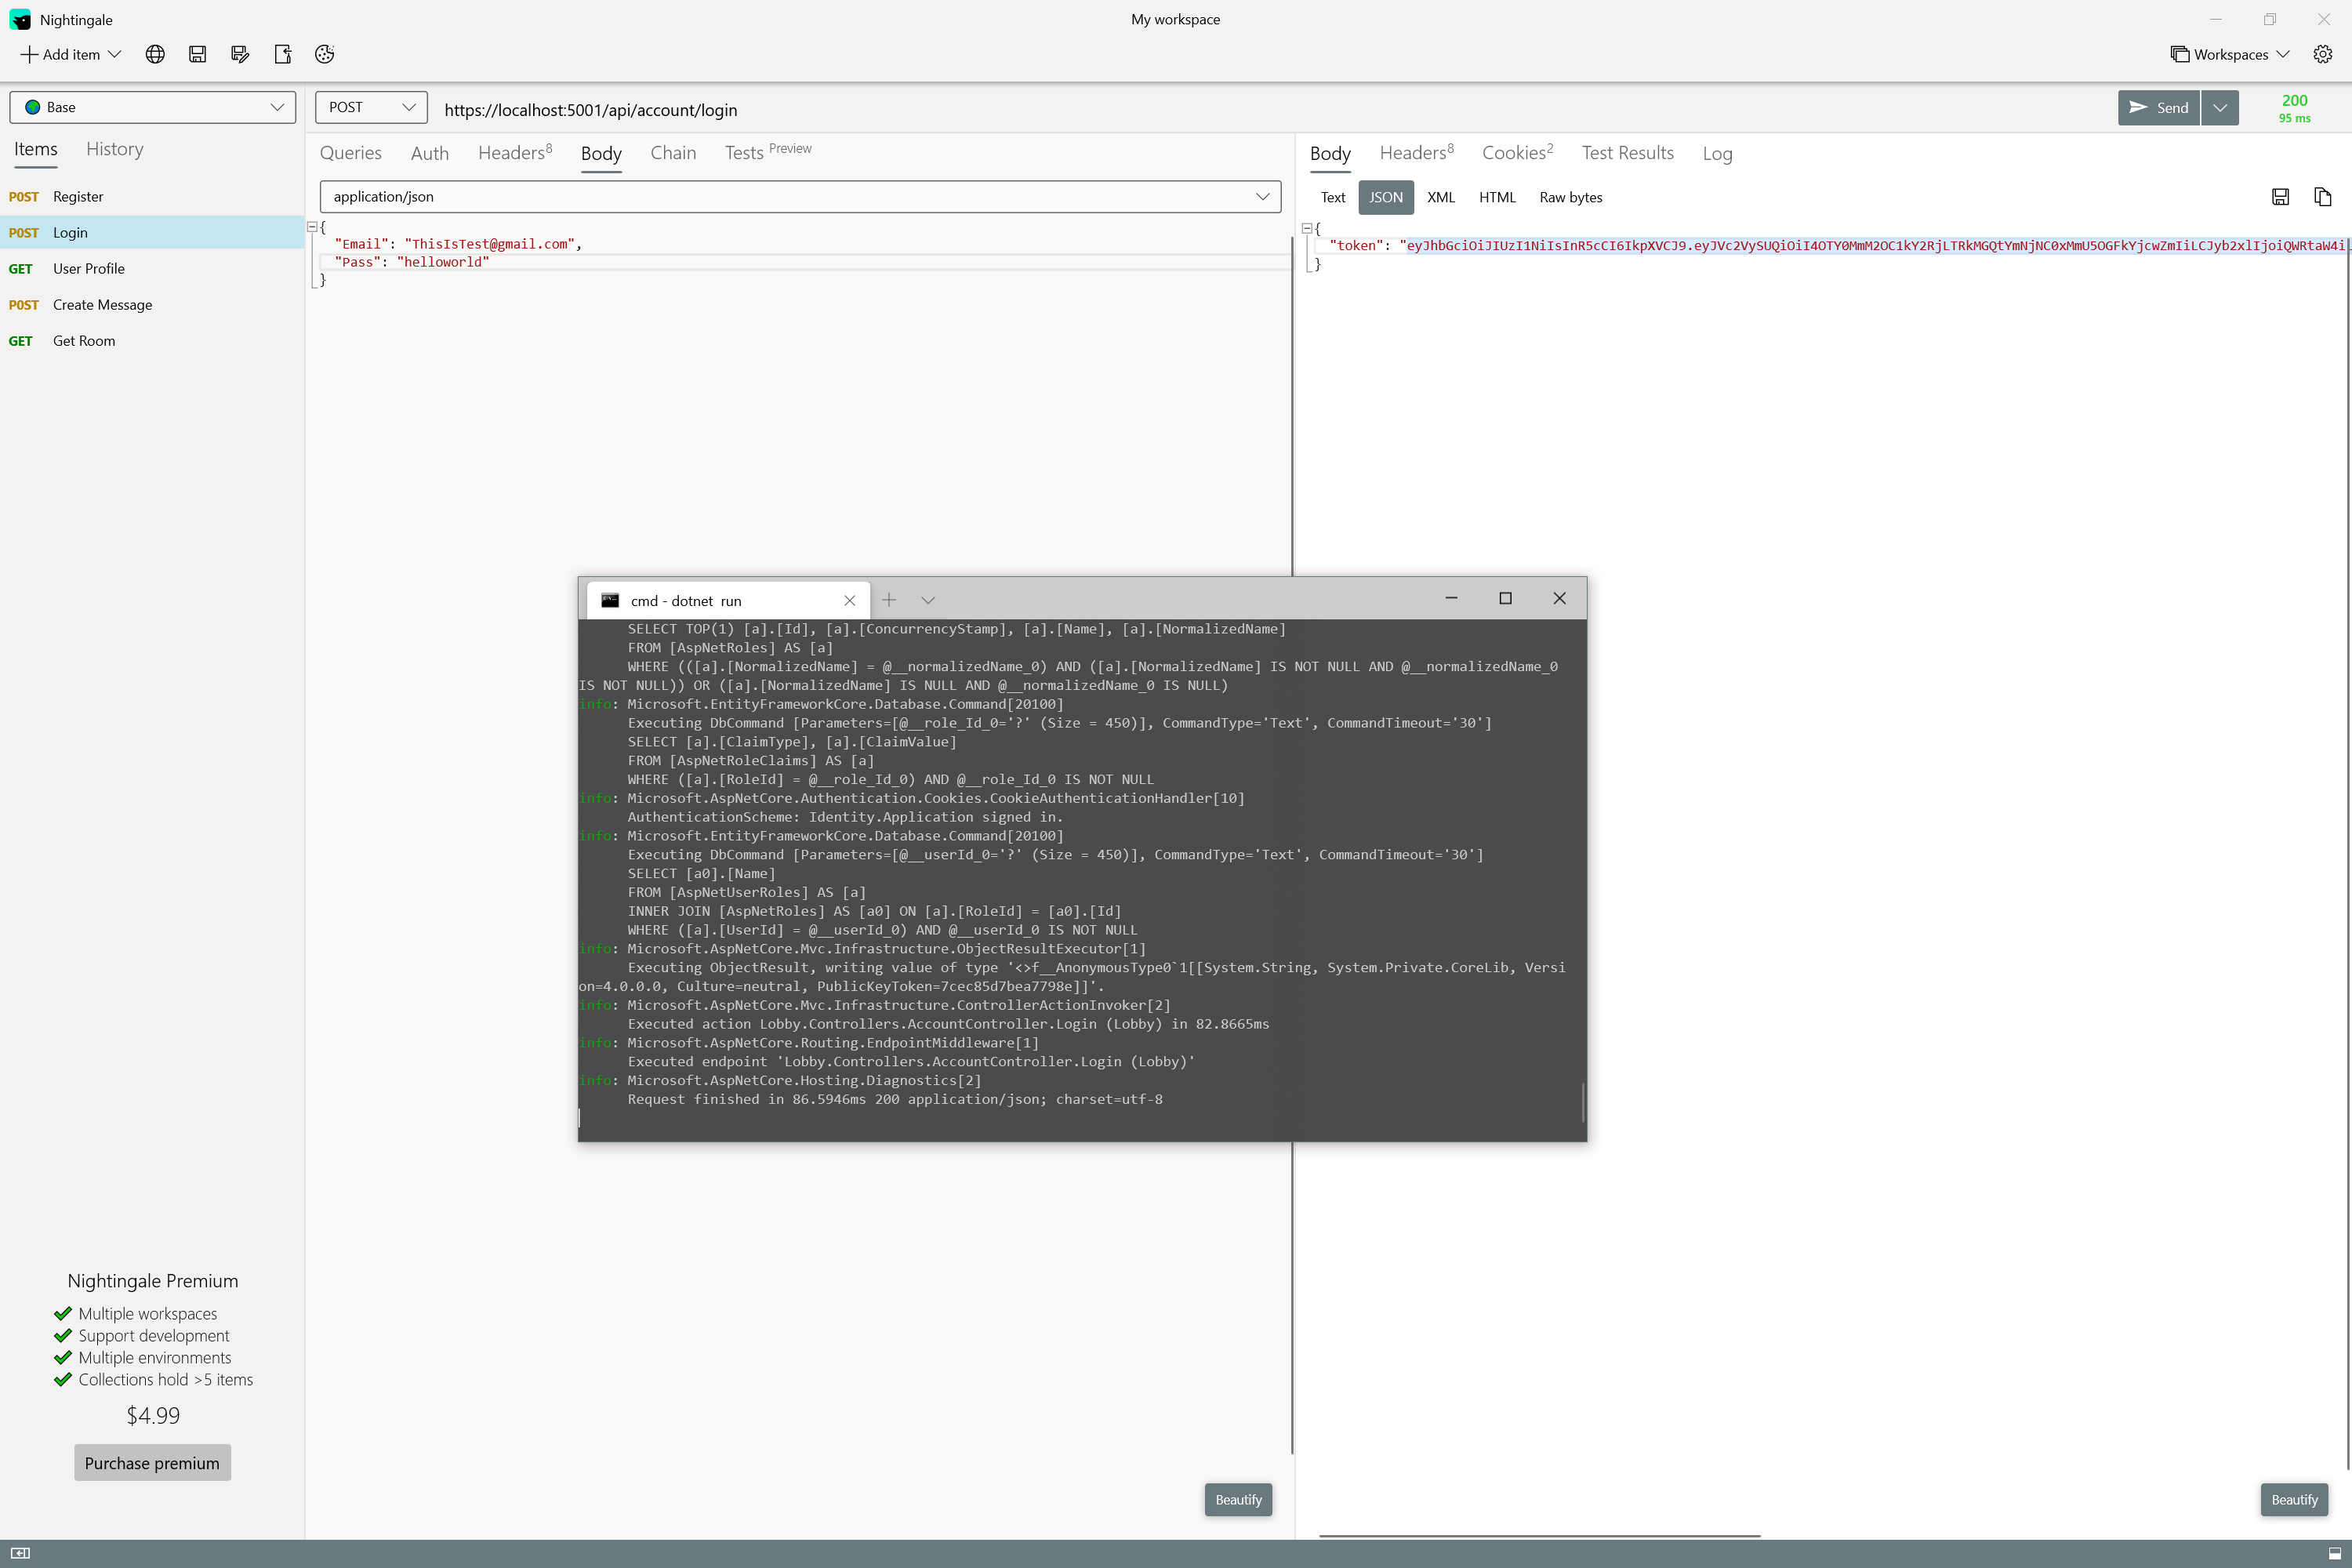 Nightingale
My workspace
Add item
Workspaces
Base
POST
https://localhost:5001/api/account/login
Send
200
95 ms
Items
History
POST Register
POST Login
GET User Profile
POST Create Message
GET Get Room
Queries
Auth
Headers8
Body
Chain
Tests Preview
application/json
{
"Email": "ThisIsTest@gmail.com",
"Pass": "helloworld"
}
Body
Headers8
Cookies2
Test Results
Log
Text
JSON
XML
HTML
Raw bytes
{
"token": "eyJhbGciOiJIUzI1NiIsInR5cCI6IkpXVCJ9.eyJVc2VySUQiOiI4OTY0MmM2OC1kY2RjLTRkMGQtYmNjNC0xMmU5OGFkYjcwZmIiLCJyb2xlIjoiQWRtaW4i
}
cmd - dotnet  run
SELECT TOP(1) [a].[Id], [a].[ConcurrencyStamp], [a].[Name], [a].[NormalizedName]
FROM [AspNetRoles] AS [a]
WHERE (([a].[NormalizedName] = @__normalizedName_0) AND ([a].[NormalizedName] IS NOT NULL AND @__normalizedName_0
IS NOT NULL)) OR ([a].[NormalizedName] IS NULL AND @__normalizedName_0 IS NULL)
info: Microsoft.EntityFrameworkCore.Database.Command[20100]
Executing DbCommand [Parameters=[@__role_Id_0='?' (Size = 450)], CommandType='Text', CommandTimeout='30']
SELECT [a].[ClaimType], [a].[ClaimValue]
FROM [AspNetRoleClaims] AS [a]
WHERE ([a].[RoleId] = @__role_Id_0) AND @__role_Id_0 IS NOT NULL
info: Microsoft.AspNetCore.Authentication.Cookies.CookieAuthenticationHandler[10]
AuthenticationScheme: Identity.Application signed in.
info: Microsoft.EntityFrameworkCore.Database.Command[20100]
Executing DbCommand [Parameters=[@__userId_0='?' (Size = 450)], CommandType='Text', CommandTimeout='30']
SELECT [a0].[Name]
FROM [AspNetUserRoles] AS [a]
INNER JOIN [AspNetRoles] AS [a0] ON [a].[RoleId] = [a0].[Id]
WHERE ([a].[UserId] = @__userId_0) AND @__userId_0 IS NOT NULL
info: Microsoft.AspNetCore.Mvc.Infrastructure.ObjectResultExecutor[1]
Executing ObjectResult, writing value of type '<>f__AnonymousType0`1[[System.String, System.Private.CoreLib, Versi
on=4.0.0.0, Culture=neutral, PublicKeyToken=7cec85d7bea7798e]]'.
info: Microsoft.AspNetCore.Mvc.Infrastructure.ControllerActionInvoker[2]
Executed action Lobby.Controllers.AccountController.Login (Lobby) in 82.8665ms
info: Microsoft.AspNetCore.Routing.EndpointMiddleware[1]
Executed endpoint 'Lobby.Controllers.AccountController.Login (Lobby)'
info: Microsoft.AspNetCore.Hosting.Diagnostics[2]
Request finished in 86.5946ms 200 application/json; charset=utf-8
Nightingale Premium
Multiple workspaces
Support development
Multiple environments
Collections hold >5 items
$4.99
Purchase premium
Beautify
Beautify